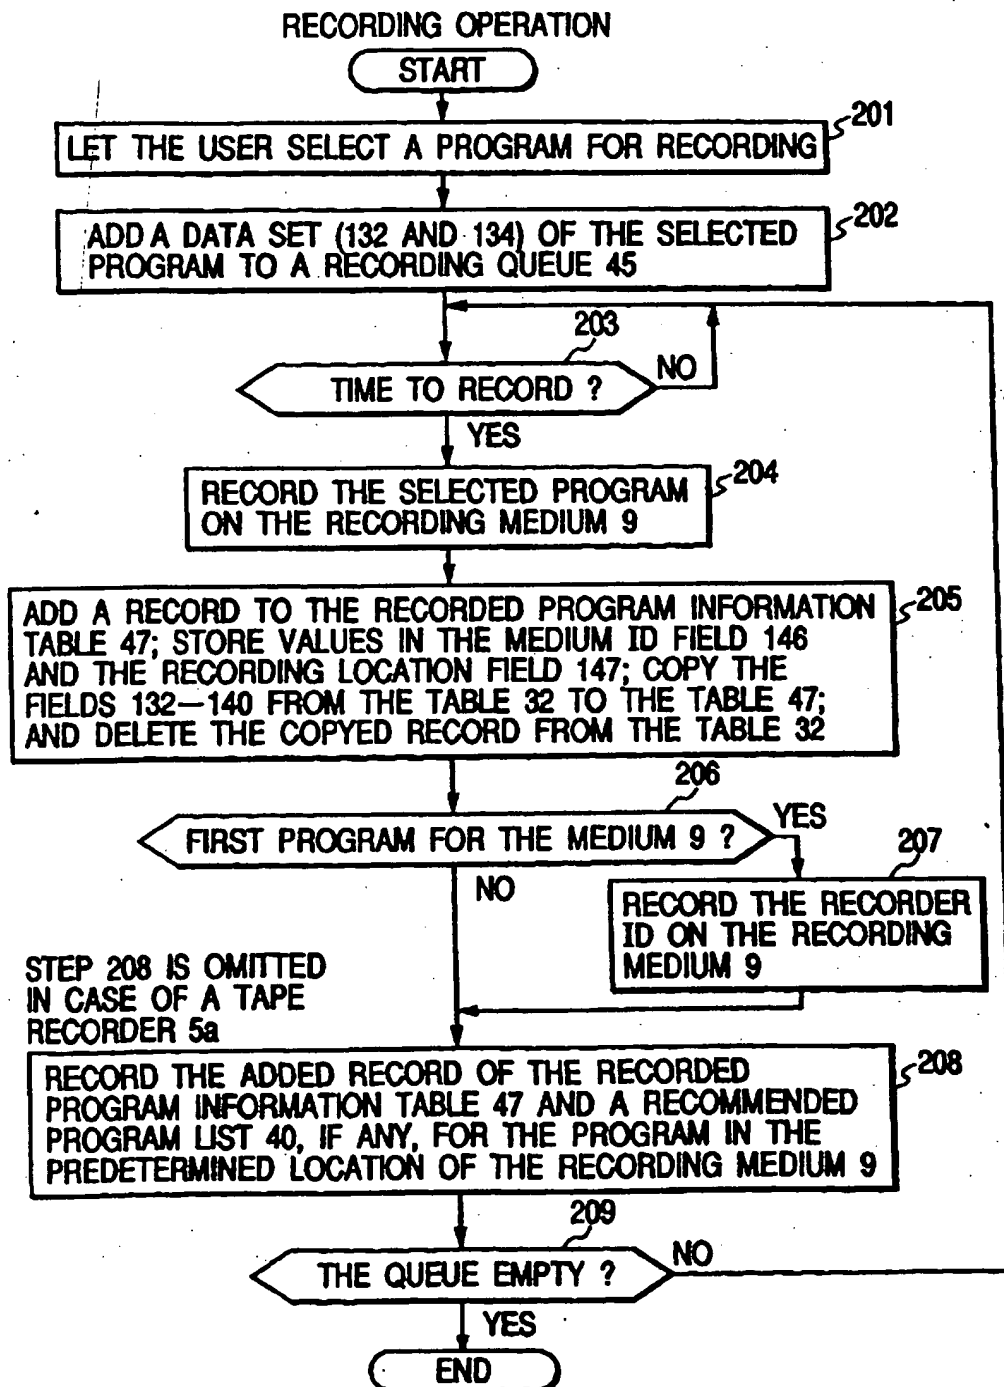 RECORDING OPERATION
START
201
LET THE USER SELECT A PROGRAM FOR RECORDING
202
ADD A DATA SET (132 AND 134) OF THE SELECTED
PROGRAM TO A RECORDING QUEUE 45
203
TIME TO RECORD ?
NO
YES
204
RECORD THE SELECTED PROGRAM
ON THE RECORDING MEDIUM 9
205
ADD A RECORD TO THE RECORDED PROGRAM INFORMATION
TABLE 47; STORE VALUES IN THE MEDIUM ID FIELD 146
AND THE RECORDING LOCATION FIELD 147; COPY THE
FIELDS 132—140 FROM THE TABLE 32 TO THE TABLE 47;
AND DELETE THE COPYED RECORD FROM THE TABLE 32
206
FIRST PROGRAM FOR THE MEDIUM 9 ?
YES
NO
207
RECORD THE RECORDER
ID ON THE RECORDING
MEDIUM 9
STEP 208 IS OMITTED
IN CASE OF A TAPE
RECORDER 5a
208
RECORD THE ADDED RECORD OF THE RECORDED
PROGRAM INFORMATION TABLE 47 AND A RECOMMENDED
PROGRAM LIST 40, IF ANY, FOR THE PROGRAM IN THE
PREDETERMINED LOCATION OF THE RECORDING MEDIUM 9
209
THE QUEUE EMPTY ?
NO
YES
END